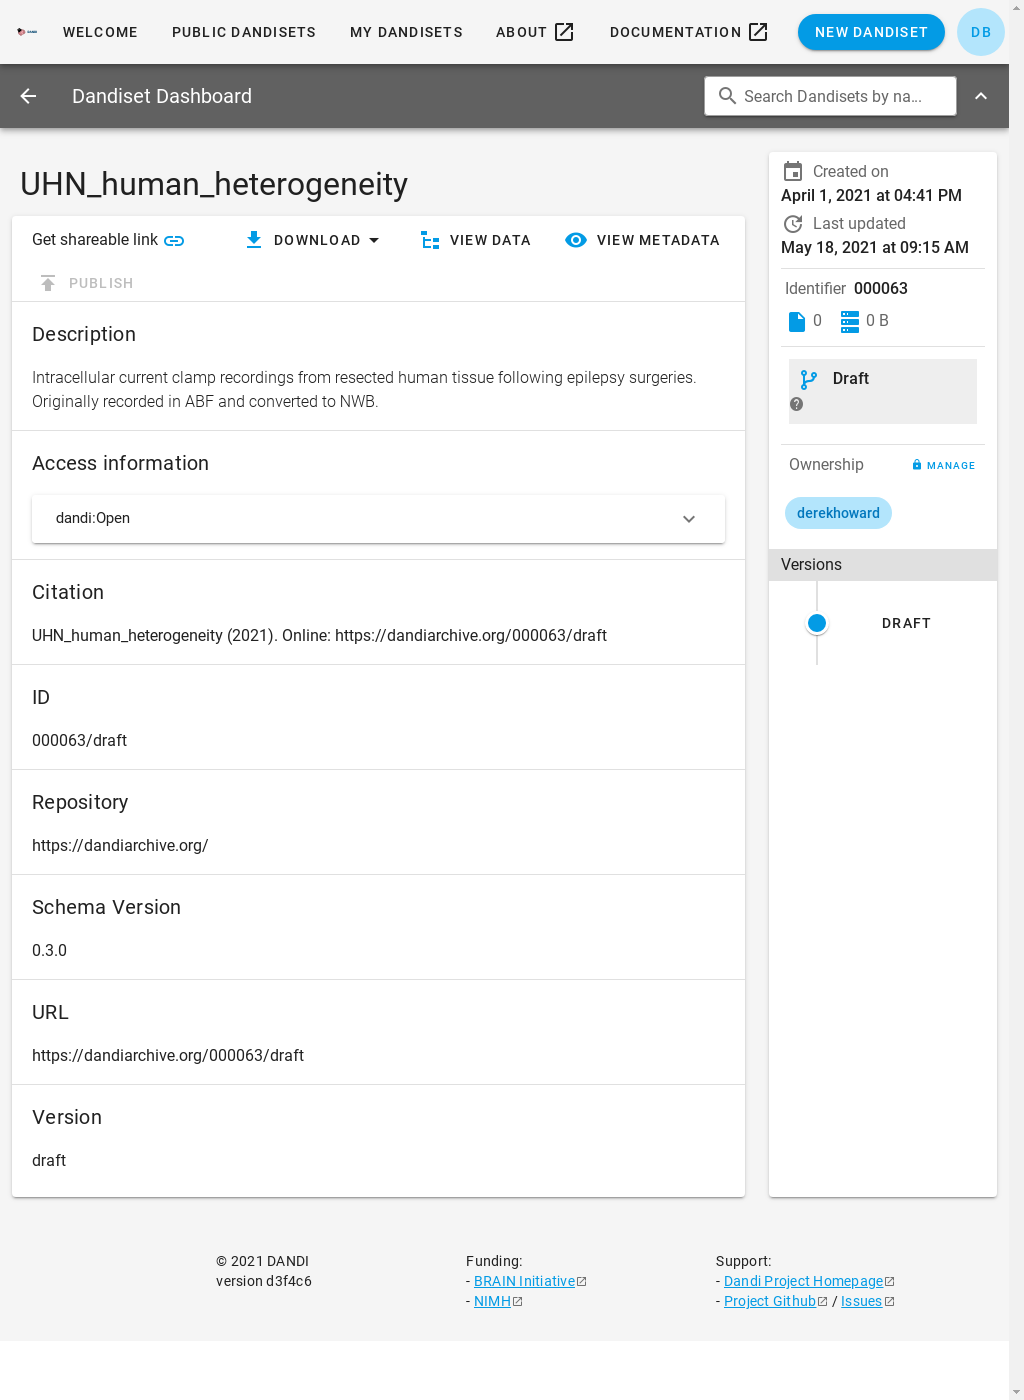 WELCOME PUBLIC DANDISETS MY DANDISETS ABOUT DOCUMENTATION NEW DANDISET DB
Dandiset Dashboard Search Dandisets by na...
UHN_human_heterogeneity
Get shareable link DOWNLOAD VIEW DATA VIEW METADATA
PUBLISH
Description
Intracellular current clamp recordings from resected human tissue following epilepsy surgeries.
Originally recorded in ABF and converted to NWB.
Access information
dandi:Open
Citation
UHN_human_heterogeneity (2021). Online: https://dandiarchive.org/000063/draft
ID
000063/draft
Repository
https://dandiarchive.org/
Schema Version
0.3.0
URL
https://dandiarchive.org/000063/draft
Version
draft
Created on
April 1, 2021 at 04:41 PM
Last updated
May 18, 2021 at 09:15 AM
Identifier 000063
0 0 B
Draft
Ownership MANAGE
derekhoward
Versions
DRAFT
© 2021 DANDI
version d3f4c6
Funding:
- BRAIN Initiative
- NIMH
Support:
- Dandi Project Homepage
- Project Github / Issues